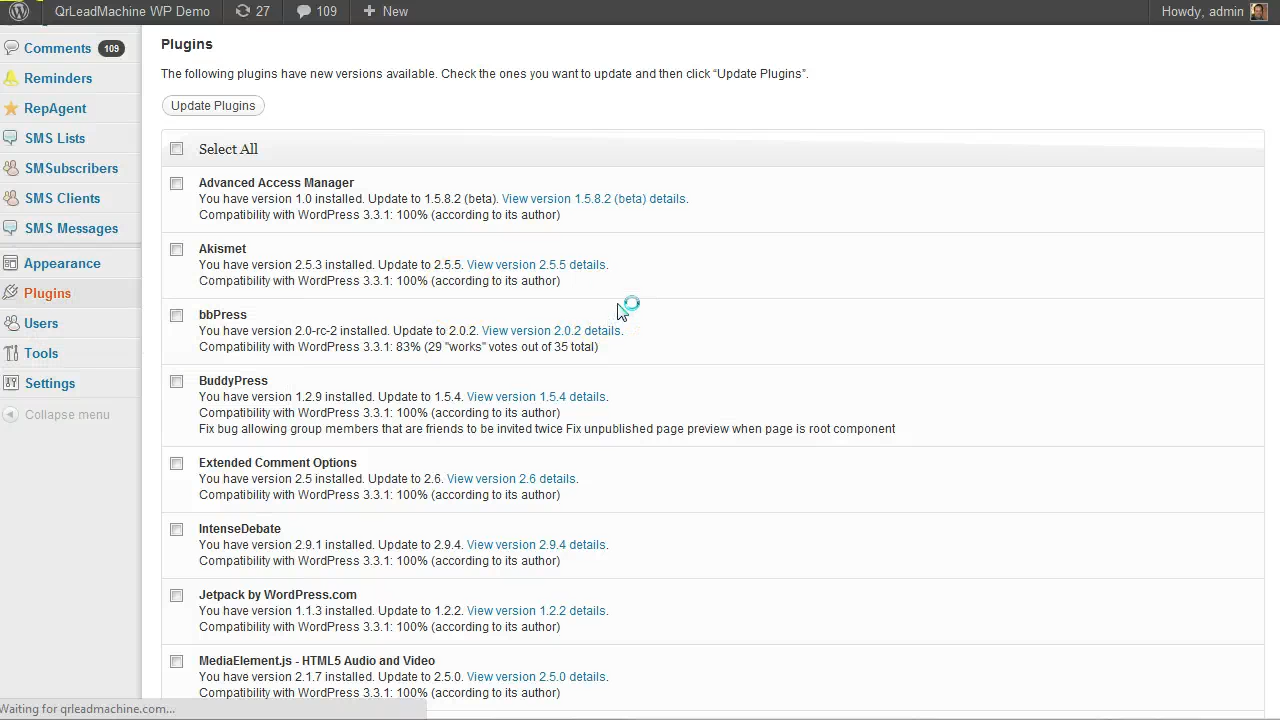 QrLeadMachine WP Demo 27 109 New Howdy, admin
Comments 109
Reminders
RepAgent
SMS Lists
SMSubscribers
SMS Clients
SMS Messages
Appearance
Plugins
Users
Tools
Settings
Collapse menu
Plugins
The following plugins have new versions available. Check the ones you want to update and then click “Update Plugins”.
Update Plugins
Select All
Advanced Access Manager
You have version 1.0 installed. Update to 1.5.8.2 (beta). View version 1.5.8.2 (beta) details.
Compatibility with WordPress 3.3.1: 100% (according to its author)
Akismet
You have version 2.5.3 installed. Update to 2.5.5. View version 2.5.5 details.
Compatibility with WordPress 3.3.1: 100% (according to its author)
bbPress
You have version 2.0-rc-2 installed. Update to 2.0.2. View version 2.0.2 details.
Compatibility with WordPress 3.3.1: 83% (29 "works" votes out of 35 total)
BuddyPress
You have version 1.2.9 installed. Update to 1.5.4. View version 1.5.4 details.
Compatibility with WordPress 3.3.1: 100% (according to its author)
Fix bug allowing group members that are friends to be invited twice Fix unpublished page preview when page is root component
Extended Comment Options
You have version 2.5 installed. Update to 2.6. View version 2.6 details.
Compatibility with WordPress 3.3.1: 100% (according to its author)
IntenseDebate
You have version 2.9.1 installed. Update to 2.9.4. View version 2.9.4 details.
Compatibility with WordPress 3.3.1: 100% (according to its author)
Jetpack by WordPress.com
You have version 1.1.3 installed. Update to 1.2.2. View version 1.2.2 details.
Compatibility with WordPress 3.3.1: 100% (according to its author)
MediaElement.js - HTML5 Audio and Video
You have version 2.1.7 installed. Update to 2.5.0. View version 2.5.0 details.
Compatibility with WordPress 3.3.1: 100% (according to its author)
Waiting for qrleadmachine.com...